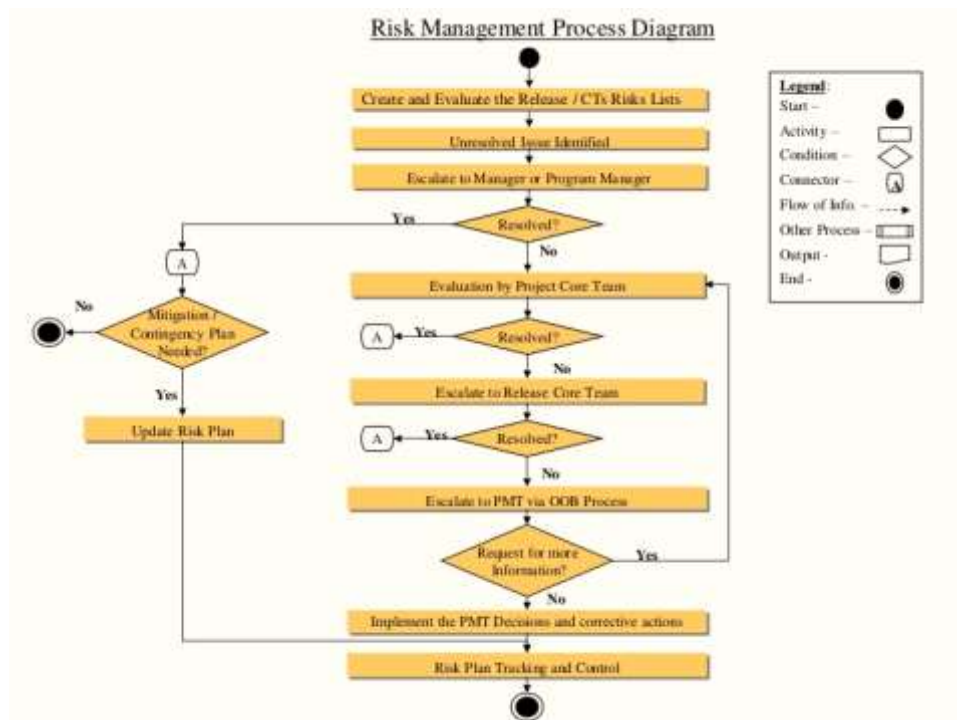 Risk Management Process Diagram
Create and Evaluate the Release / CTs Risks Lists
Unresolved Issue Identified
Escalate to Manager or Program Manager
Yes
Resolved?
No
A
Evaluation by Project Core Team
No
Mitigation /
Contingency Plan
Needed?
A
Yes
Resolved?
No
Yes
Escalate to Release Core Team
Update Risk Plan
A
Yes
Resolved?
No
Escalate to PMT via OOB Process
Request for more
Information?
Yes
No
Implement the PMT Decisions and corrective actions
Risk Plan Tracking and Control
Legend:
Start –
Activity –
Condition –
Connector –
A
Flow of Info. –
Other Process –
Output -
End -